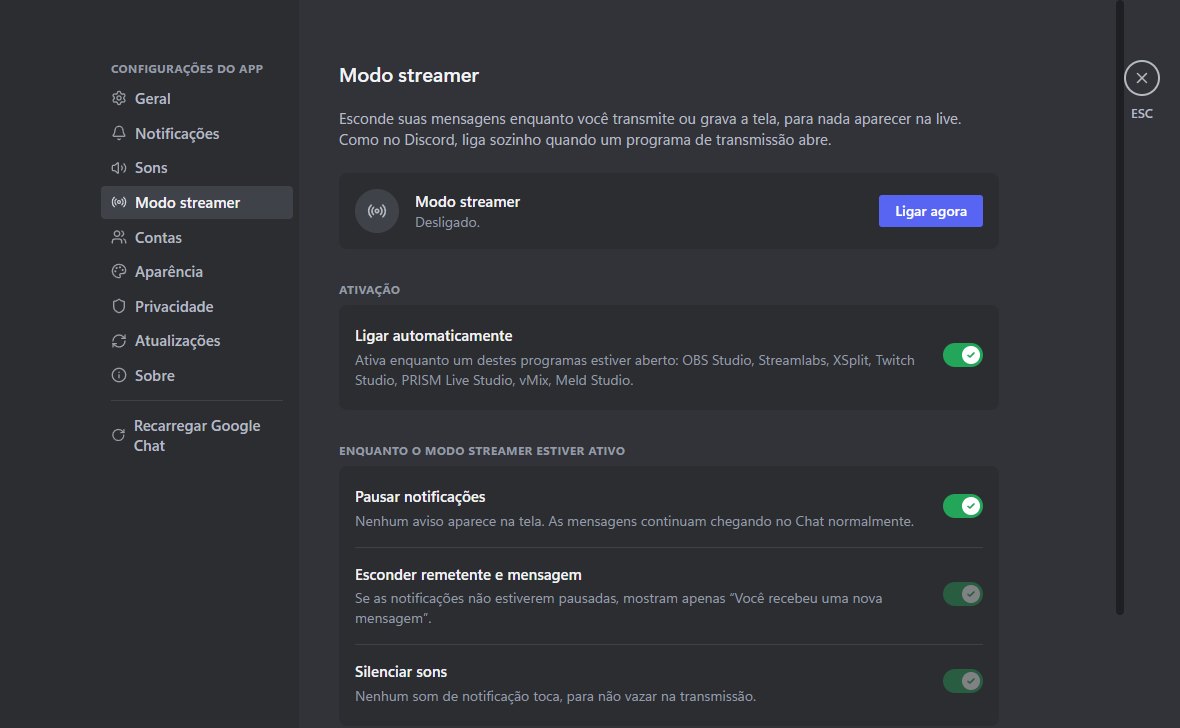 CONFIGURAÇÕES DO APP
Geral
Notificações
Sons
Modo streamer
Contas
Aparência
Privacidade
Atualizações
Sobre
Recarregar Google
Chat
Modo streamer
Esconde suas mensagens enquanto você transmite ou grava a tela, para nada aparecer na live.
Como no Discord, liga sozinho quando um programa de transmissão abre.
Modo streamer
Desligado.
Ligar agora
ATIVAÇÃO
Ligar automaticamente
Ativa enquanto um destes programas estiver aberto: OBS Studio, Streamlabs, XSplit, Twitch
Studio, PRISM Live Studio, vMix, Meld Studio.
ENQUANTO O MODO STREAMER ESTIVER ATIVO
Pausar notificações
Nenhum aviso aparece na tela. As mensagens continuam chegando no Chat normalmente.
Esconder remetente e mensagem
Se as notificações não estiverem pausadas, mostram apenas “Você recebeu uma nova
mensagem”.
Silenciar sons
Nenhum som de notificação toca, para não vazar na transmissão.
ESC